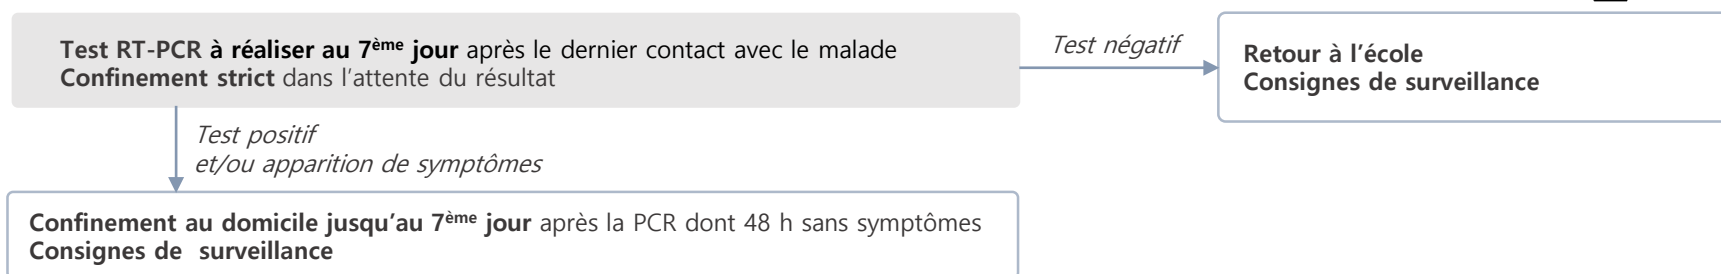 Test RT-PCR à réaliser au 7ème jour après le dernier contact avec le malade
Confinement strict dans l'attente du résultat
Test négatif
Retour à l'école
Consignes de surveillance
Test positif
et/ou apparition de symptômes
Confinement au domicile jusqu'au 7ème jour après la PCR dont 48 h sans symptômes
Consignes de surveillance